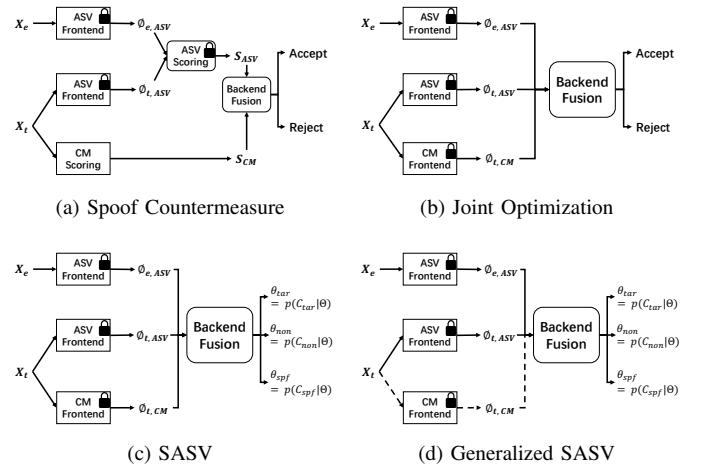 X_e
ASV
Frontend
∅_{e, ASV}
ASV
Scoring
S_{ASV}
Accept
Backend
Fusion
ASV
Frontend
∅_{t, ASV}
X_t
Reject
CM
Scoring
S_{CM}
(a) Spoof Countermeasure
X_e
ASV
Frontend
∅_{e, ASV}
Accept
ASV
Frontend
∅_{t, ASV}
Backend
Fusion
X_t
Reject
CM
Frontend
∅_{t, CM}
(b) Joint Optimization
X_e
ASV
Frontend
∅_{e, ASV}
θ_{tar}
= p(C_{tar}|Θ)
ASV
Frontend
∅_{t, ASV}
Backend
Fusion
θ_{non}
= p(C_{non}|Θ)
X_t
CM
Frontend
∅_{t, CM}
θ_{spf}
= p(C_{spf}|Θ)
(c) SASV
X_e
ASV
Frontend
∅_{e, ASV}
θ_{tar}
= p(C_{tar}|Θ)
ASV
Frontend
∅_{t, ASV}
Backend
Fusion
θ_{non}
= p(C_{non}|Θ)
X_t
CM
Frontend
∅_{t, CM}
θ_{spf}
= p(C_{spf}|Θ)
(d) Generalized SASV